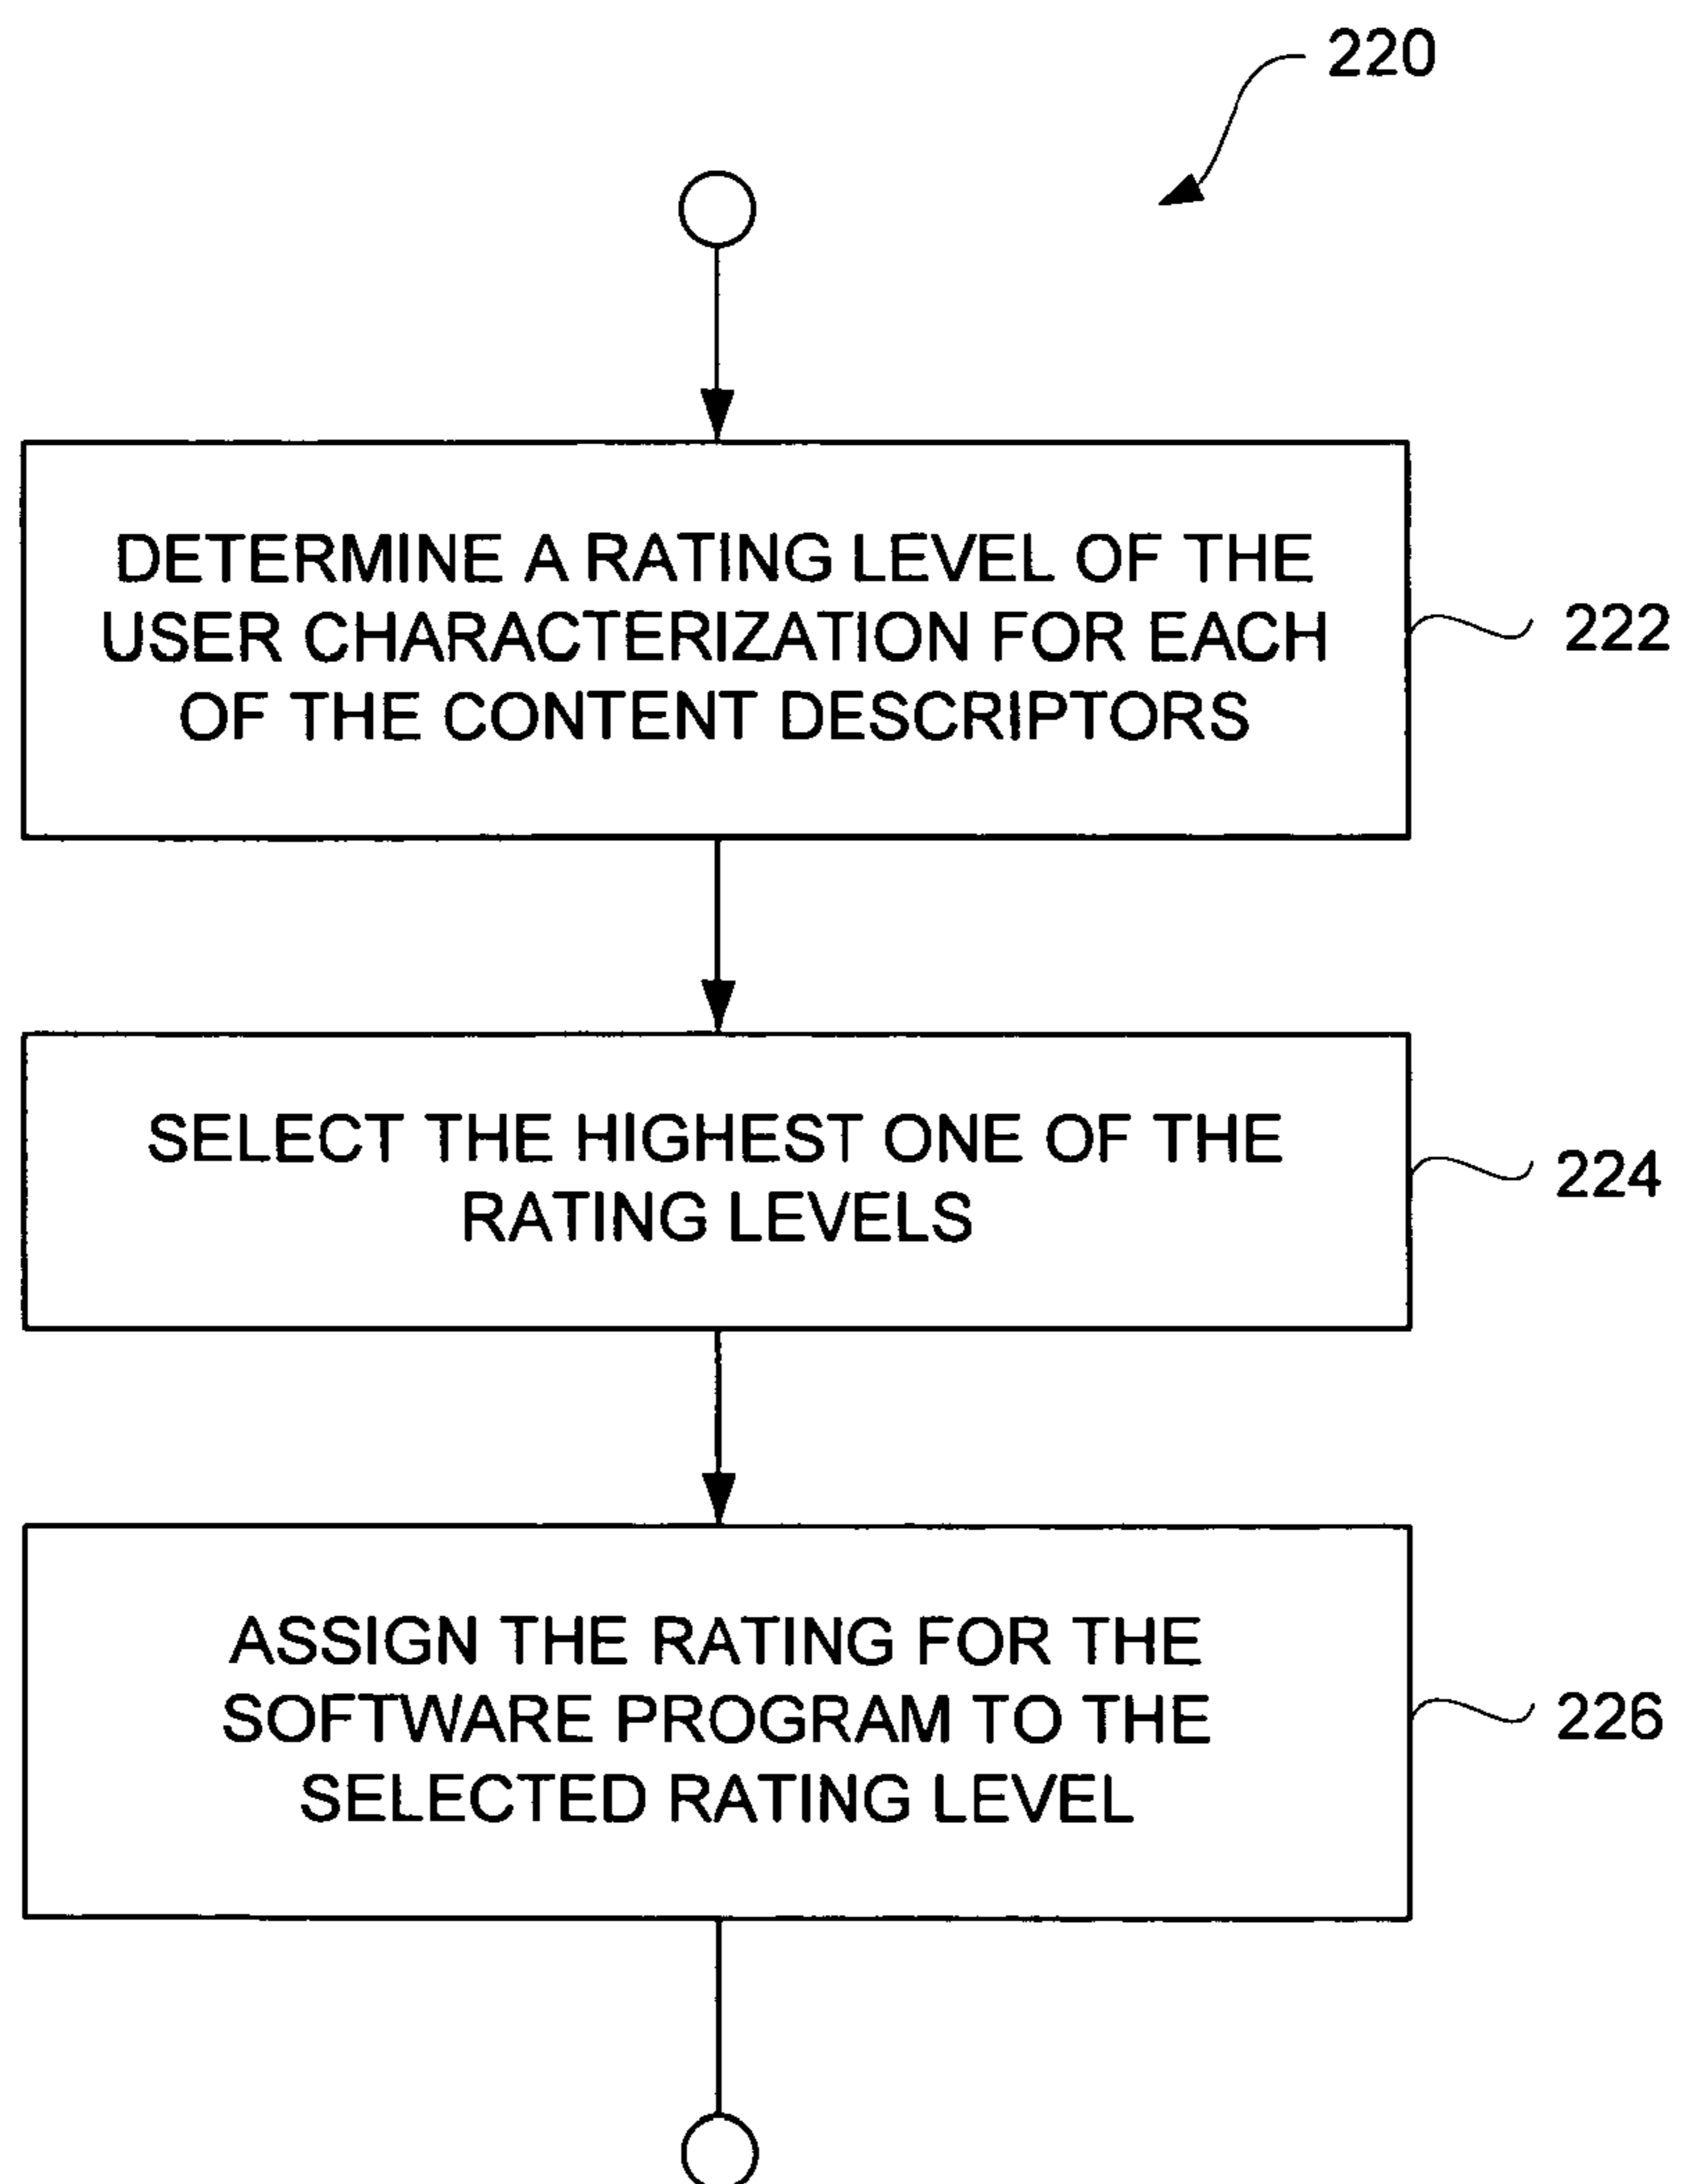 220
DETERMINE A RATING LEVEL OF THE
USER CHARACTERIZATION FOR EACH
OF THE CONTENT DESCRIPTORS
222
SELECT THE HIGHEST ONE OF THE
RATING LEVELS
224
ASSIGN THE RATING FOR THE
SOFTWARE PROGRAM TO THE
SELECTED RATING LEVEL
226